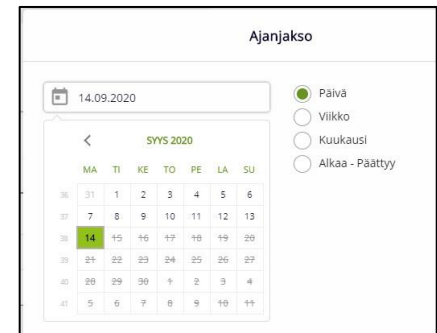 Ajanjakso
14.09.2020
Päivä
Viikko
Kuukausi
Alkaa - Päättyy
SYYS 2020
MA TI KE TO PE LA SU
36 31 1 2 3 4 5 6
37 7 8 9 10 11 12 13
38 14 15 16 17 18 19 20
39 21 22 23 24 25 26 27
40 28 29 30 1 2 3 4
41 5 6 7 8 9 10 11